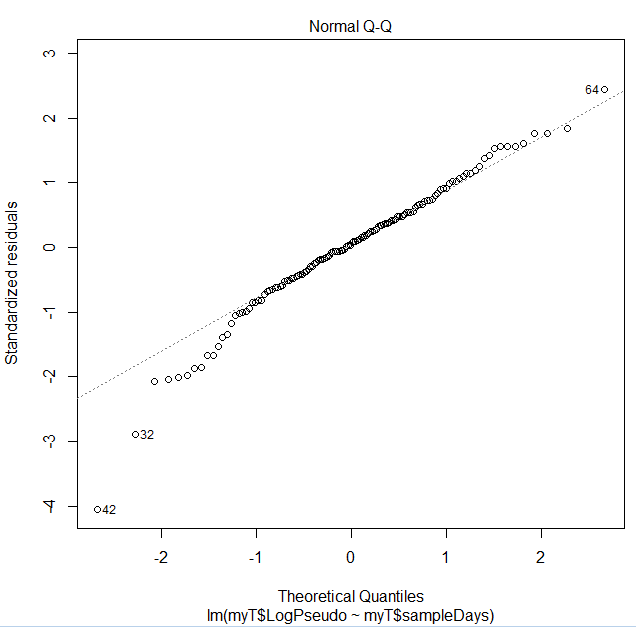 Normal Q-Q
3
2
1
0
-1
-2
-3
-4
Standardized residuals
64
32
42
-2 -1 0 1 2
Theoretical Quantiles
lm(myT$LogPseudo ~ myT$sampleDays)